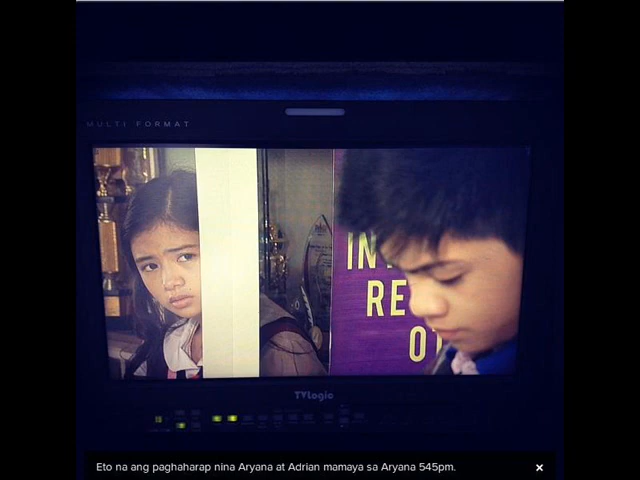 MULTI FORMAT
IN
RE
TVLogic
Eto na ang paghaharap nina Aryana at Adrian mamaya sa Aryana 545pm.